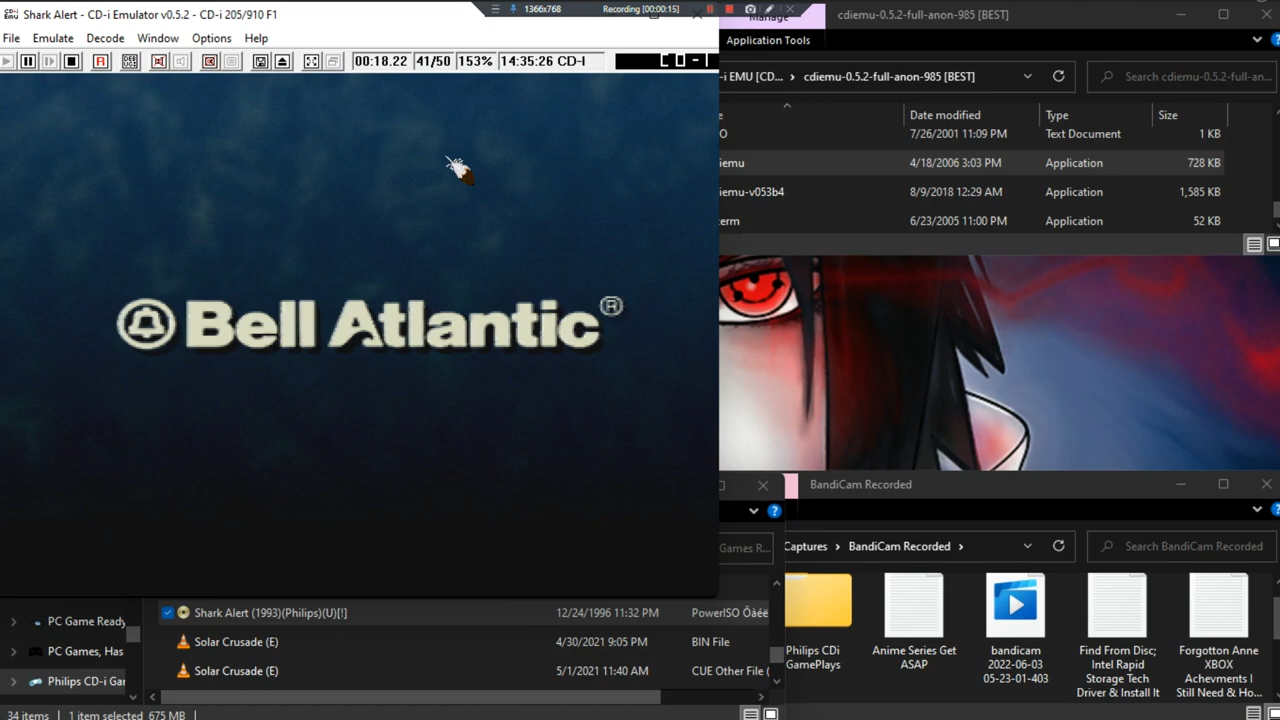 Shark Alert - CD-i Emulator v0.5.2 - CD-i 205/910 F1
1366x768
Recording [00:00:15]
File Emulate Decode Window Options Help
00:18.22 41/50 153% 14:35:26 CD-I
CD-I
Bell Atlantic®
Manage
cdiemu-0.5.2-full-anon-985 [BEST]
Application Tools
-i EMU [CD... › cdiemu-0.5.2-full-anon-985 [BEST]
Search cdiemu-0.5.2-full-an...
Date modified Type Size
O 7/26/2001 11:09 PM Text Document 1 KB
iemu 4/18/2006 3:03 PM Application 728 KB
iemu-v053b4 8/9/2018 12:29 AM Application 1,585 KB
term 6/23/2005 11:00 PM Application 52 KB
BandiCam Recorded
Games R...
Captures › BandiCam Recorded ›
Search BandiCam Recorded
Philips CDi
GamePlays
Anime Series Get
ASAP
bandicam
2022-06-03
05-23-01-403
Find From Disc;
Intel Rapid
Storage Tech
Driver & Install It
Forgotton Anne
XBOX
Achevments I
Still Need & Ho...
PC Game Ready
PC Games, Has
Philips CD-i Gar
Shark Alert (1993)(Philips)(U)[!] 12/24/1996 11:32 PM PowerISO Ôàéë
Solar Crusade (E) 4/30/2021 9:05 PM BIN File
Solar Crusade (E) 5/1/2021 11:40 AM CUE Other File (
34 items 1 item selected 675 MB